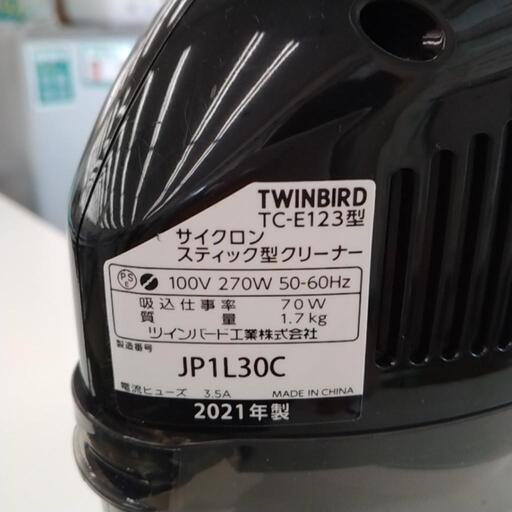 TWINBIRD
TC-E123型
サイクロン
スティック型クリーナー
PS
E
100V 270W 50-60Hz
吸込仕事率 70W
質量 1.7kg
ツインバード工業株式会社
製造番号
JP1L30C
電流ヒューズ 3.5A MADE IN CHINA
2021年製